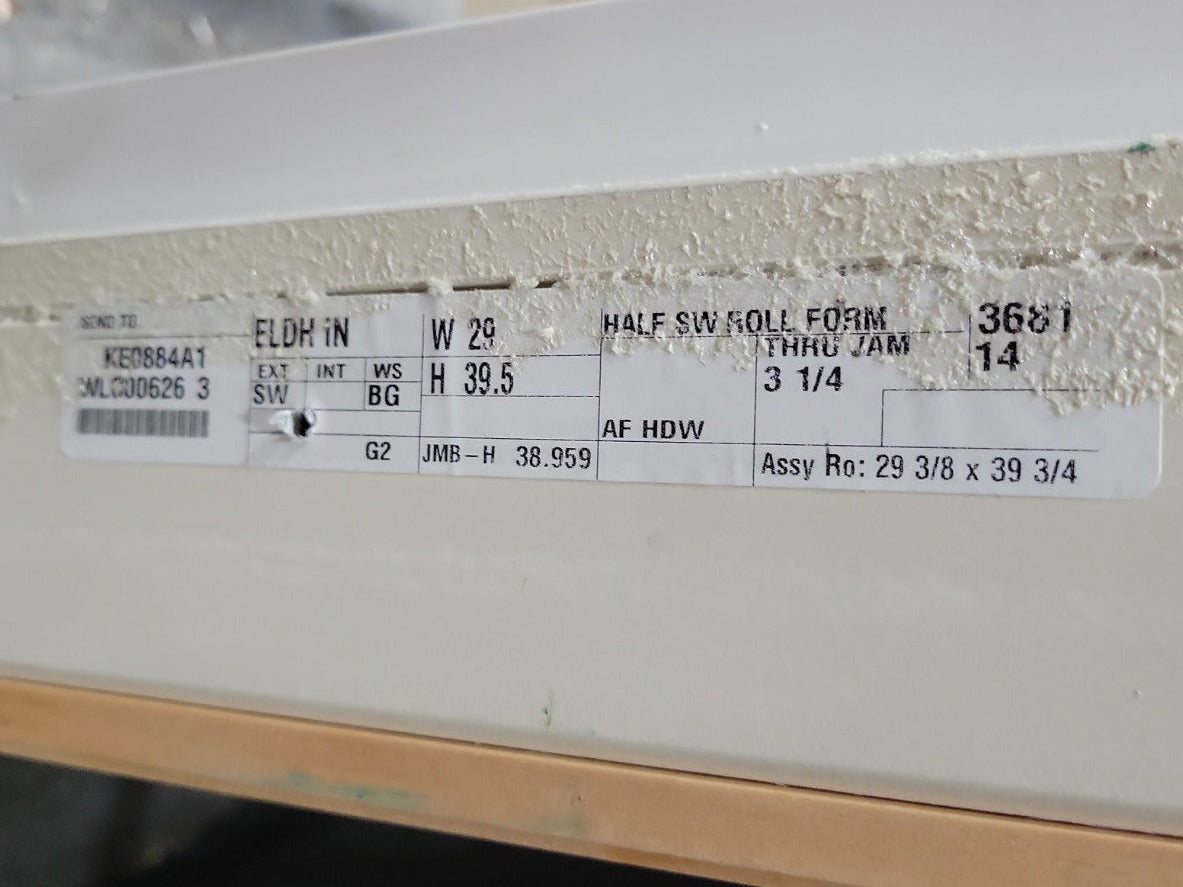 SEND TO:
KE0884A1
WLC00626 3
ELDH iN
EXT INT WS
SW BG
G2
W 29
H 39.5
JMB-H 38.959
HALF SW ROLL FORM
AF HDW
THRU JAM
3 1/4
3681
14
Assy Ro: 29 3/8 x 39 3/4